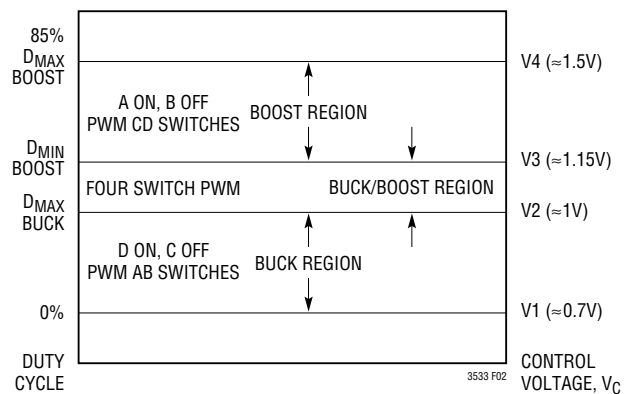 85%
DMAX
BOOST
V4 (≈1.5V)
A ON, B OFF
PWM CD SWITCHES
BOOST REGION
DMIN
BOOST
V3 (≈1.15V)
FOUR SWITCH PWM
BUCK/BOOST REGION
DMAX
BUCK
V2 (≈1V)
D ON, C OFF
PWM AB SWITCHES
BUCK REGION
0%
V1 (≈0.7V)
DUTY
CYCLE
3533 F02
CONTROL
VOLTAGE, VC